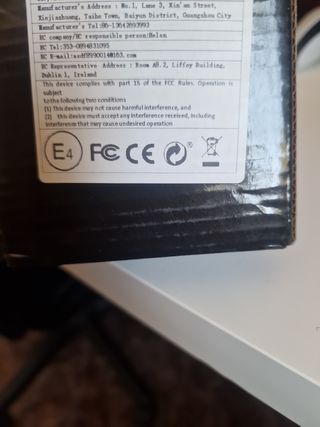 Manufacturer's Address : No.1, Lane 3, Xin'an Street,
Xiejiazhuang, Taihe Town, Baiyun District, Guangzhou City
Manufacturer's Tel:86-13642693993
EC company/EC responsible person/Helen
EC Tel:353-0894831095
EC Representative Address : Room AB.2, Liffey Building,
Dublin 1, Ireland
This device complies with part 15 of the FCC Rules. Operation is
subject
to the following two conditions
(1) This device may not cause harmful interference, and
(2) this device must accept any interference received, including
interference that may cause undesired operation
E4 FC CE